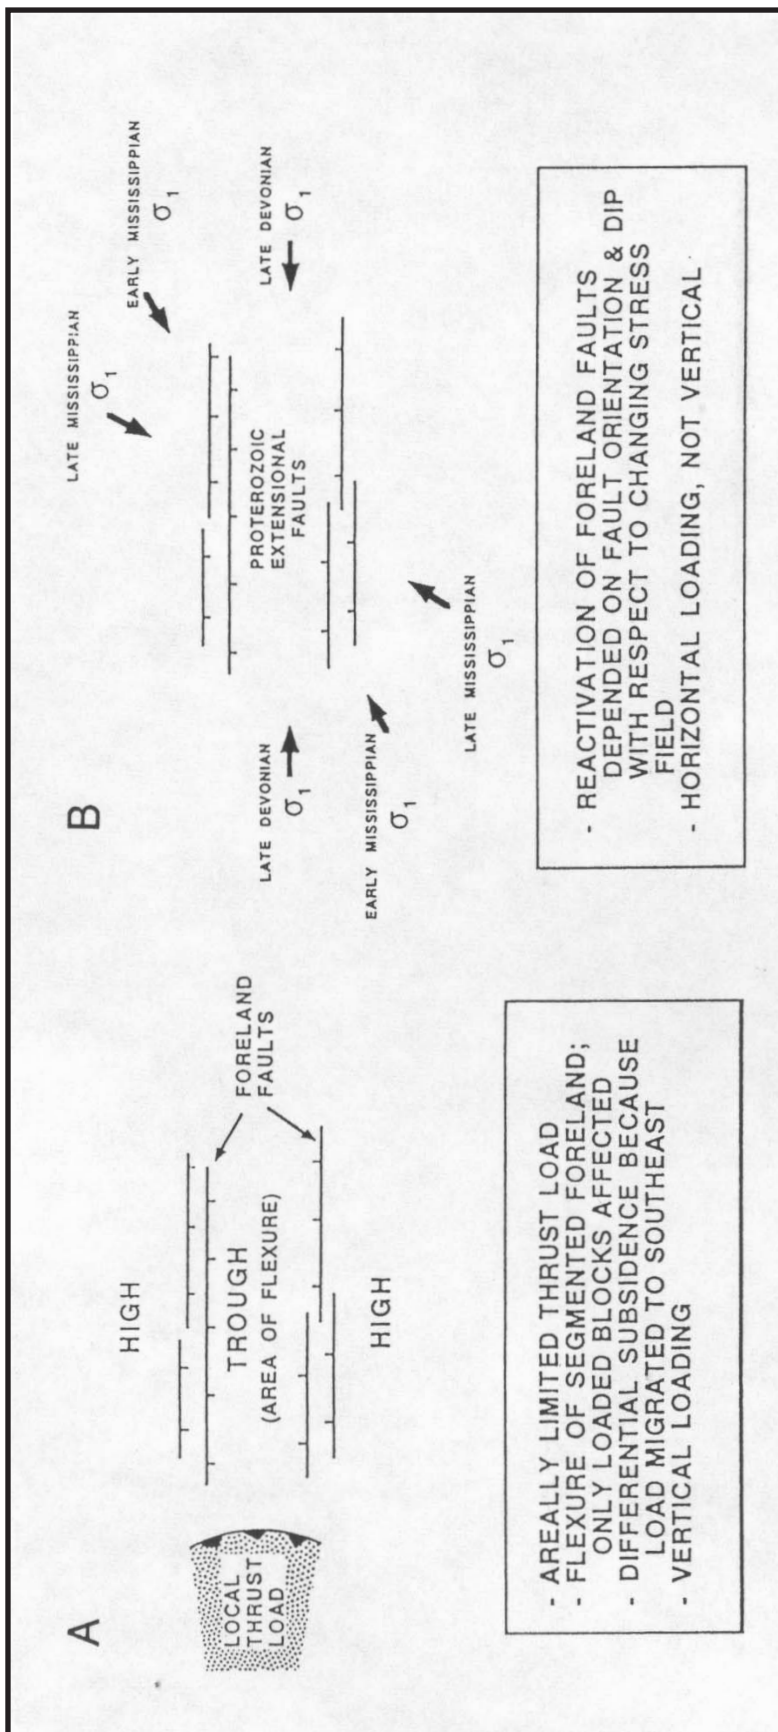 A
HIGH
LOCAL
THRUST
LOAD
TROUGH
(AREA OF FLEXURE)
FORELAND
FAULTS
HIGH
- AREALLY LIMITED THRUST LOAD
- FLEXURE OF SEGMENTED FORELAND;
ONLY LOADED BLOCKS AFFECTED
- DIFFERENTIAL SUBSIDENCE BECAUSE
LOAD MIGRATED TO SOUTHEAST
- VERTICAL LOADING
B
LATE MISSISSIPPIAN
σ1
EARLY MISSISSIPPIAN
σ1
LATE DEVONIAN
σ1
PROTEROZOIC
EXTENSIONAL
FAULTS
LATE DEVONIAN
σ1
EARLY MISSISSIPPIAN
σ1
LATE MISSISSIPPIAN
σ1
- REACTIVATION OF FORELAND FAULTS
DEPENDED ON FAULT ORIENTATION & DIP
WITH RESPECT TO CHANGING STRESS
FIELD
- HORIZONTAL LOADING, NOT VERTICAL